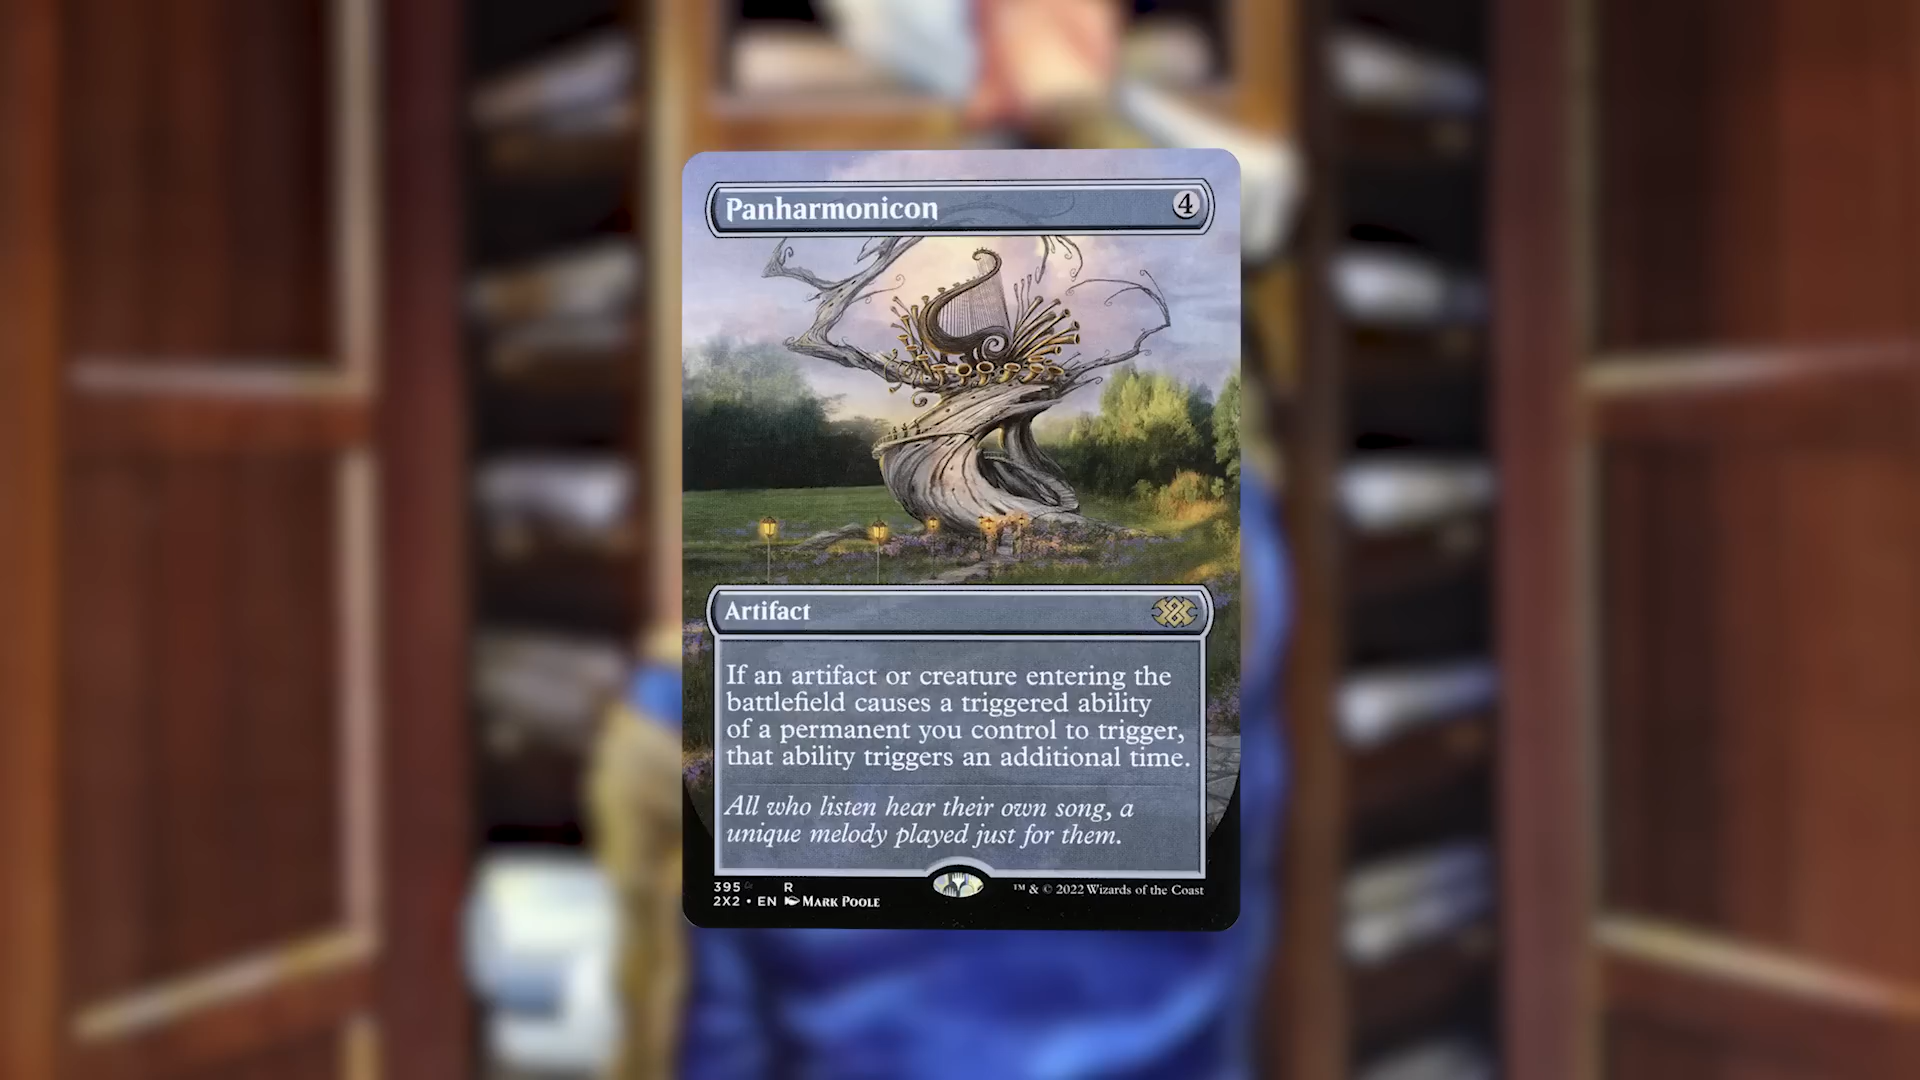 Panharmonicon 4
Artifact
If an artifact or creature entering the
battlefield causes a triggered ability
of a permanent you control to trigger,
that ability triggers an additional time.
All who listen hear their own song, a
unique melody played just for them.
395 R
2X2 • EN Mark Poole
™ & © 2022 Wizards of the Coast